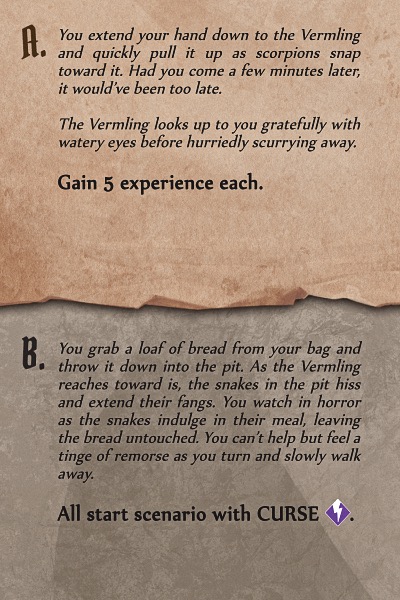 A. You extend your hand down to the Vermling
and quickly pull it up as scorpions snap
toward it. Had you come a few minutes later,
it would've been too late.
The Vermling looks up to you gratefully with
watery eyes before hurriedly scurrying away.
Gain 5 experience each.
B. You grab a loaf of bread from your bag and
throw it down into the pit. As the Vermling
reaches toward is, the snakes in the pit hiss
and extend their fangs. You watch in horror
as the snakes indulge in their meal, leaving
the bread untouched. You can't help but feel a
tinge of remorse as you turn and slowly walk
away.
All start scenario with CURSE .